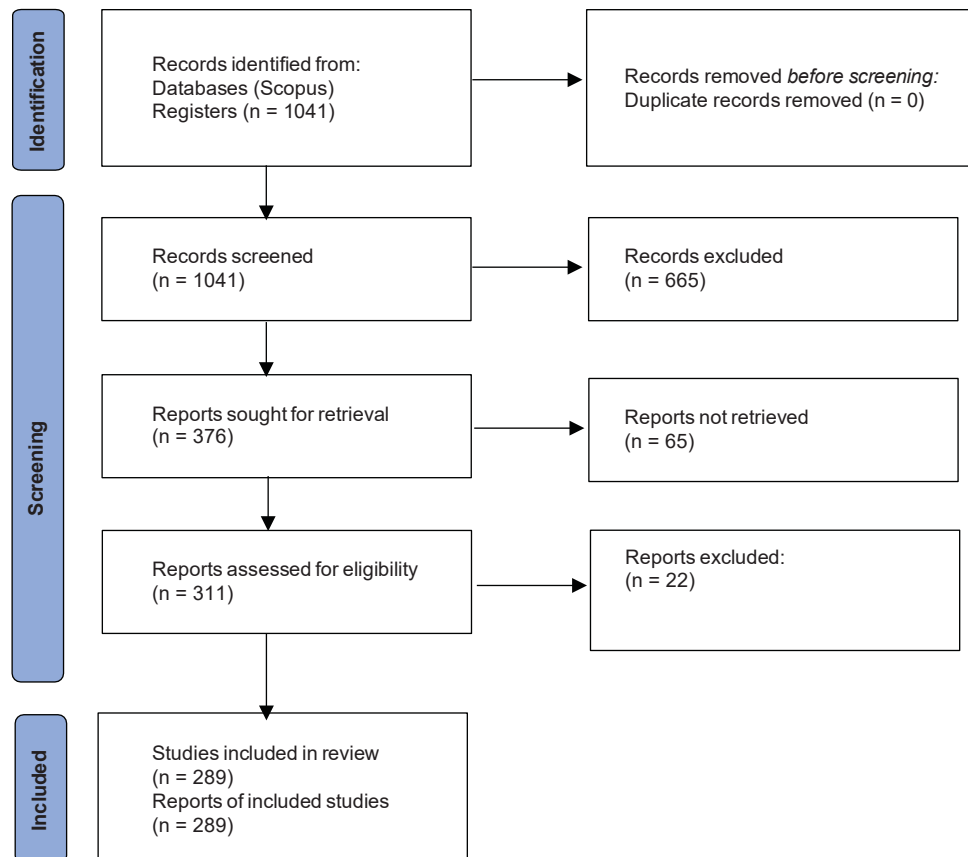 Identification
Records identified from:
Databases (Scopus)
Registers (n = 1041)
Records removed before screening:
Duplicate records removed (n = 0)
Screening
Records screened
(n = 1041)
Records excluded
(n = 665)
Reports sought for retrieval
(n = 376)
Reports not retrieved
(n = 65)
Reports assessed for eligibility
(n = 311)
Reports excluded:
(n = 22)
Included
Studies included in review
(n = 289)
Reports of included studies
(n = 289)